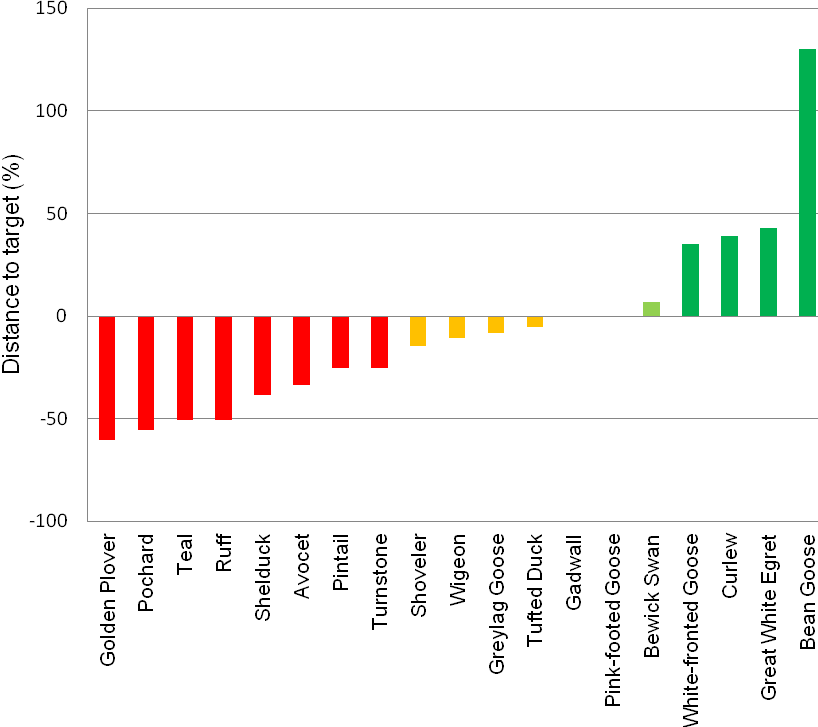 150
100
50
0
-50
-100
Distance to target (%)
Golden Plover
Pochard
Teal
Ruff
Shelduck
Avocet
Pintail
Turnstone
Shoveler
Wigeon
Greylag Goose
Tufted Duck
Gadwall
Pink-footed Goose
Bewick Swan
White-fronted Goose
Curlew
Great White Egret
Bean Goose